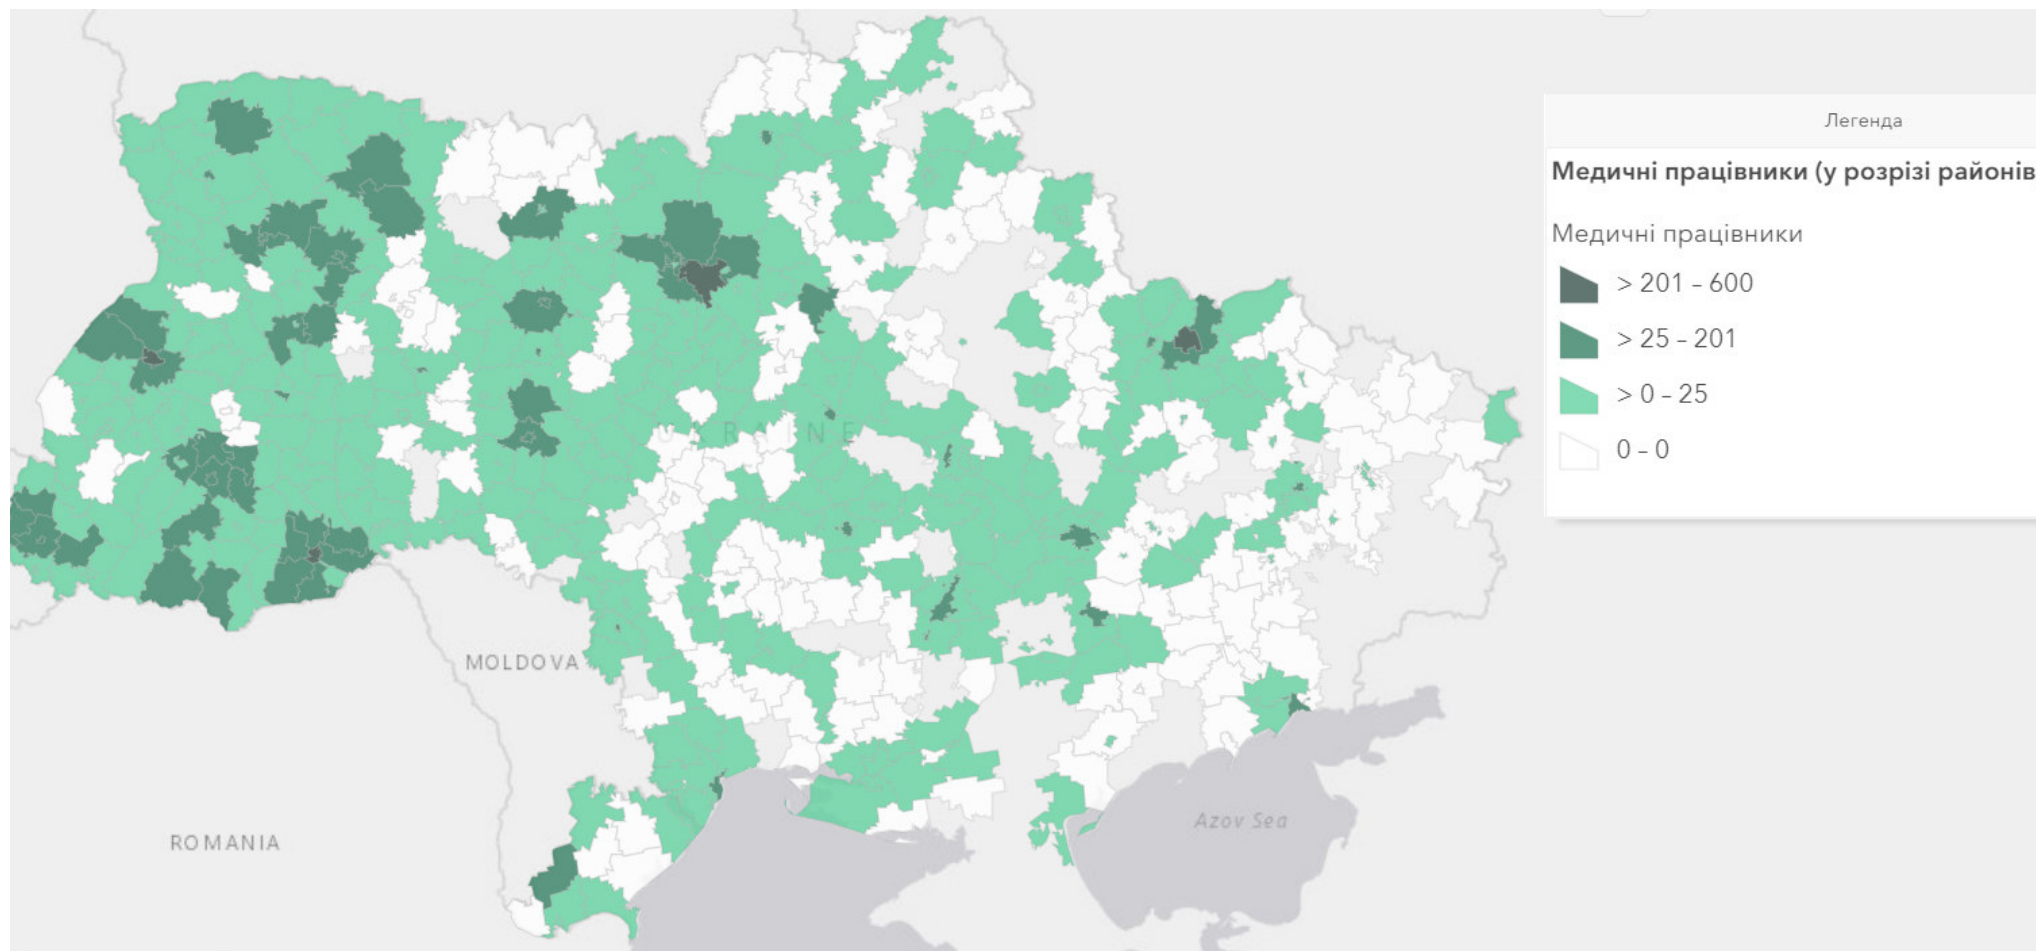 Легенда
Медичні працівники (у розрізі районів
Медичні працівники
> 201 – 600
> 25 – 201
> 0 – 25
0 – 0
UKRAINE
MOLDOVA
ROMANIA
Azov Sea